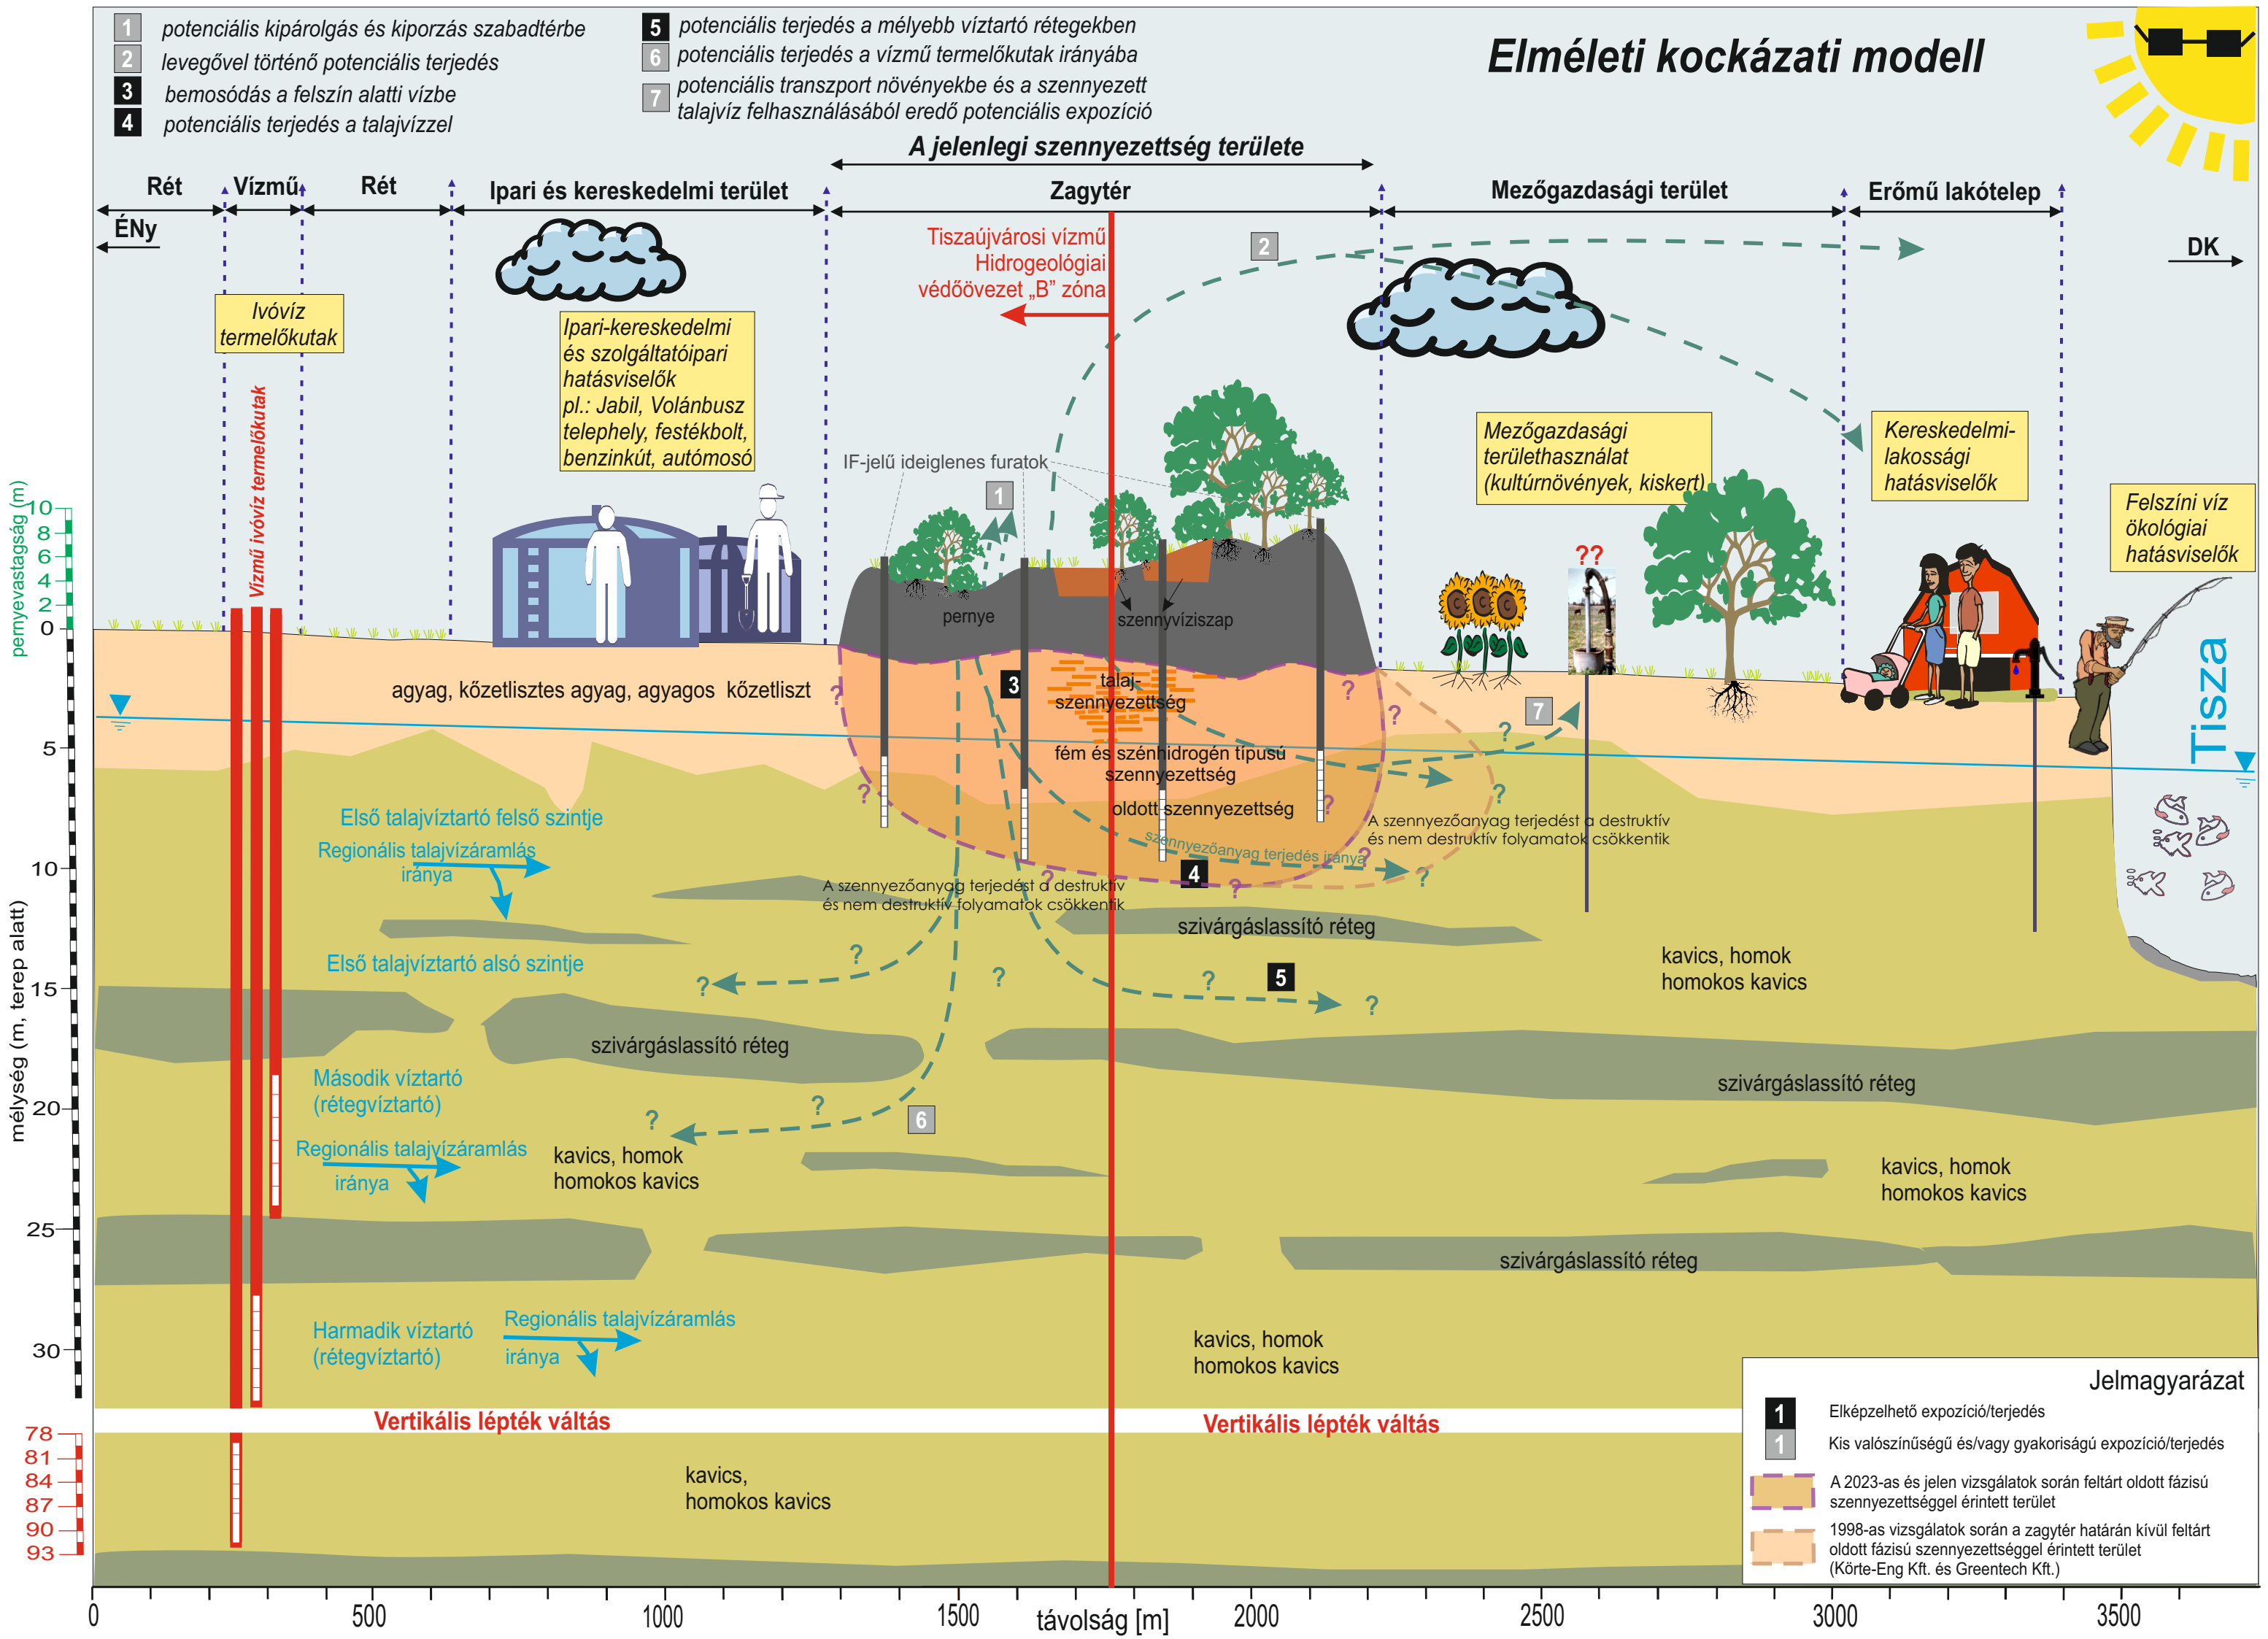 1 potenciális kipárolgás és kiporzás szabadtérbe
2 levegővel történő potenciális terjedés
3 bemosódás a felszín alatti vízbe
4 potenciális terjedés a talajvízzel
5 potenciális terjedés a mélyebb víztartó rétegekben
6 potenciális terjedés a vízmű termelőkutak irányába
7 potenciális transzport növényekbe és a szennyezett
talajvíz felhasználásából eredő potenciális expozíció
Elméleti kockázati modell
A jelenlegi szennyezettség területe
Rét
Vízmű
Rét
Ipari és kereskedelmi terület
Zagytér
Mezőgazdasági terület
Erőmű lakótelep
ÉNy
DK
Tiszaújvárosi vízmű
Hidrogeológiai
védőövezet „B” zóna
2
Ivóvíz
termelőkutak
Vízmű ivóvíz termelőkutak
Ipari-kereskedelmi
és szolgáltatóipari
hatásviselők
pl.: Jabil, Volánbusz
telephely, festékbolt,
benzinkút, autómosó
IF-jelű ideiglenes furatok
1
Mezőgazdasági
területhasználat
(kultúrnövények, kiskert)
Kereskedelmi-
lakossági
hatásviselők
Felszíni víz
ökológiai
hatásviselők
??
Tisza
pernyevastagság (m)
10
8
6
4
2
0
mélység (m, terep alatt)
5
10
15
20
25
30
78
81
84
87
90
93
pernye
szennyvíziszap
agyag, kőzetlisztes agyag, agyagos kőzetliszt
3
talaj-
szennyezettség
fém és szénhidrogén típusú
szennyezettség
oldott szennyezettség
szennyezőanyag terjedés iránya
4
7
? ? ? ? ? ? ? ? ? ? ?
A szennyezőanyag terjedést a destruktív
és nem destruktív folyamatok csökkentik
A szennyezőanyag terjedést a destruktív
és nem destruktív folyamatok csökkentik
Első talajvíztartó felső szintje
Regionális talajvízáramlás
iránya
Első talajvíztartó alsó szintje
szivárgáslassító réteg
kavics, homok
homokos kavics
? ? ? ? ?
5
szivárgáslassító réteg
szivárgáslassító réteg
Második víztartó
(rétegvíztartó)
? ?
6
Regionális talajvízáramlás
iránya
kavics, homok
homokos kavics
kavics, homok
homokos kavics
szivárgáslassító réteg
Harmadik víztartó
(rétegvíztartó)
Regionális talajvízáramlás
iránya
kavics, homok
homokos kavics
Vertikális lépték váltás
Vertikális lépték váltás
kavics,
homokos kavics
Jelmagyarázat
1 Elképzelhető expozíció/terjedés
1 Kis valószínűségű és/vagy gyakoriságú expozíció/terjedés
A 2023-as és jelen vizsgálatok során feltárt oldott fázisú
szennyezettséggel érintett terület
1998-as vizsgálatok során a zagytér határán kívül feltárt
oldott fázisú szennyezettséggel érintett terület
(Körte-Eng Kft. és Greentech Kft.)
0 500 1000 1500 2000 2500 3000 3500
távolság [m]